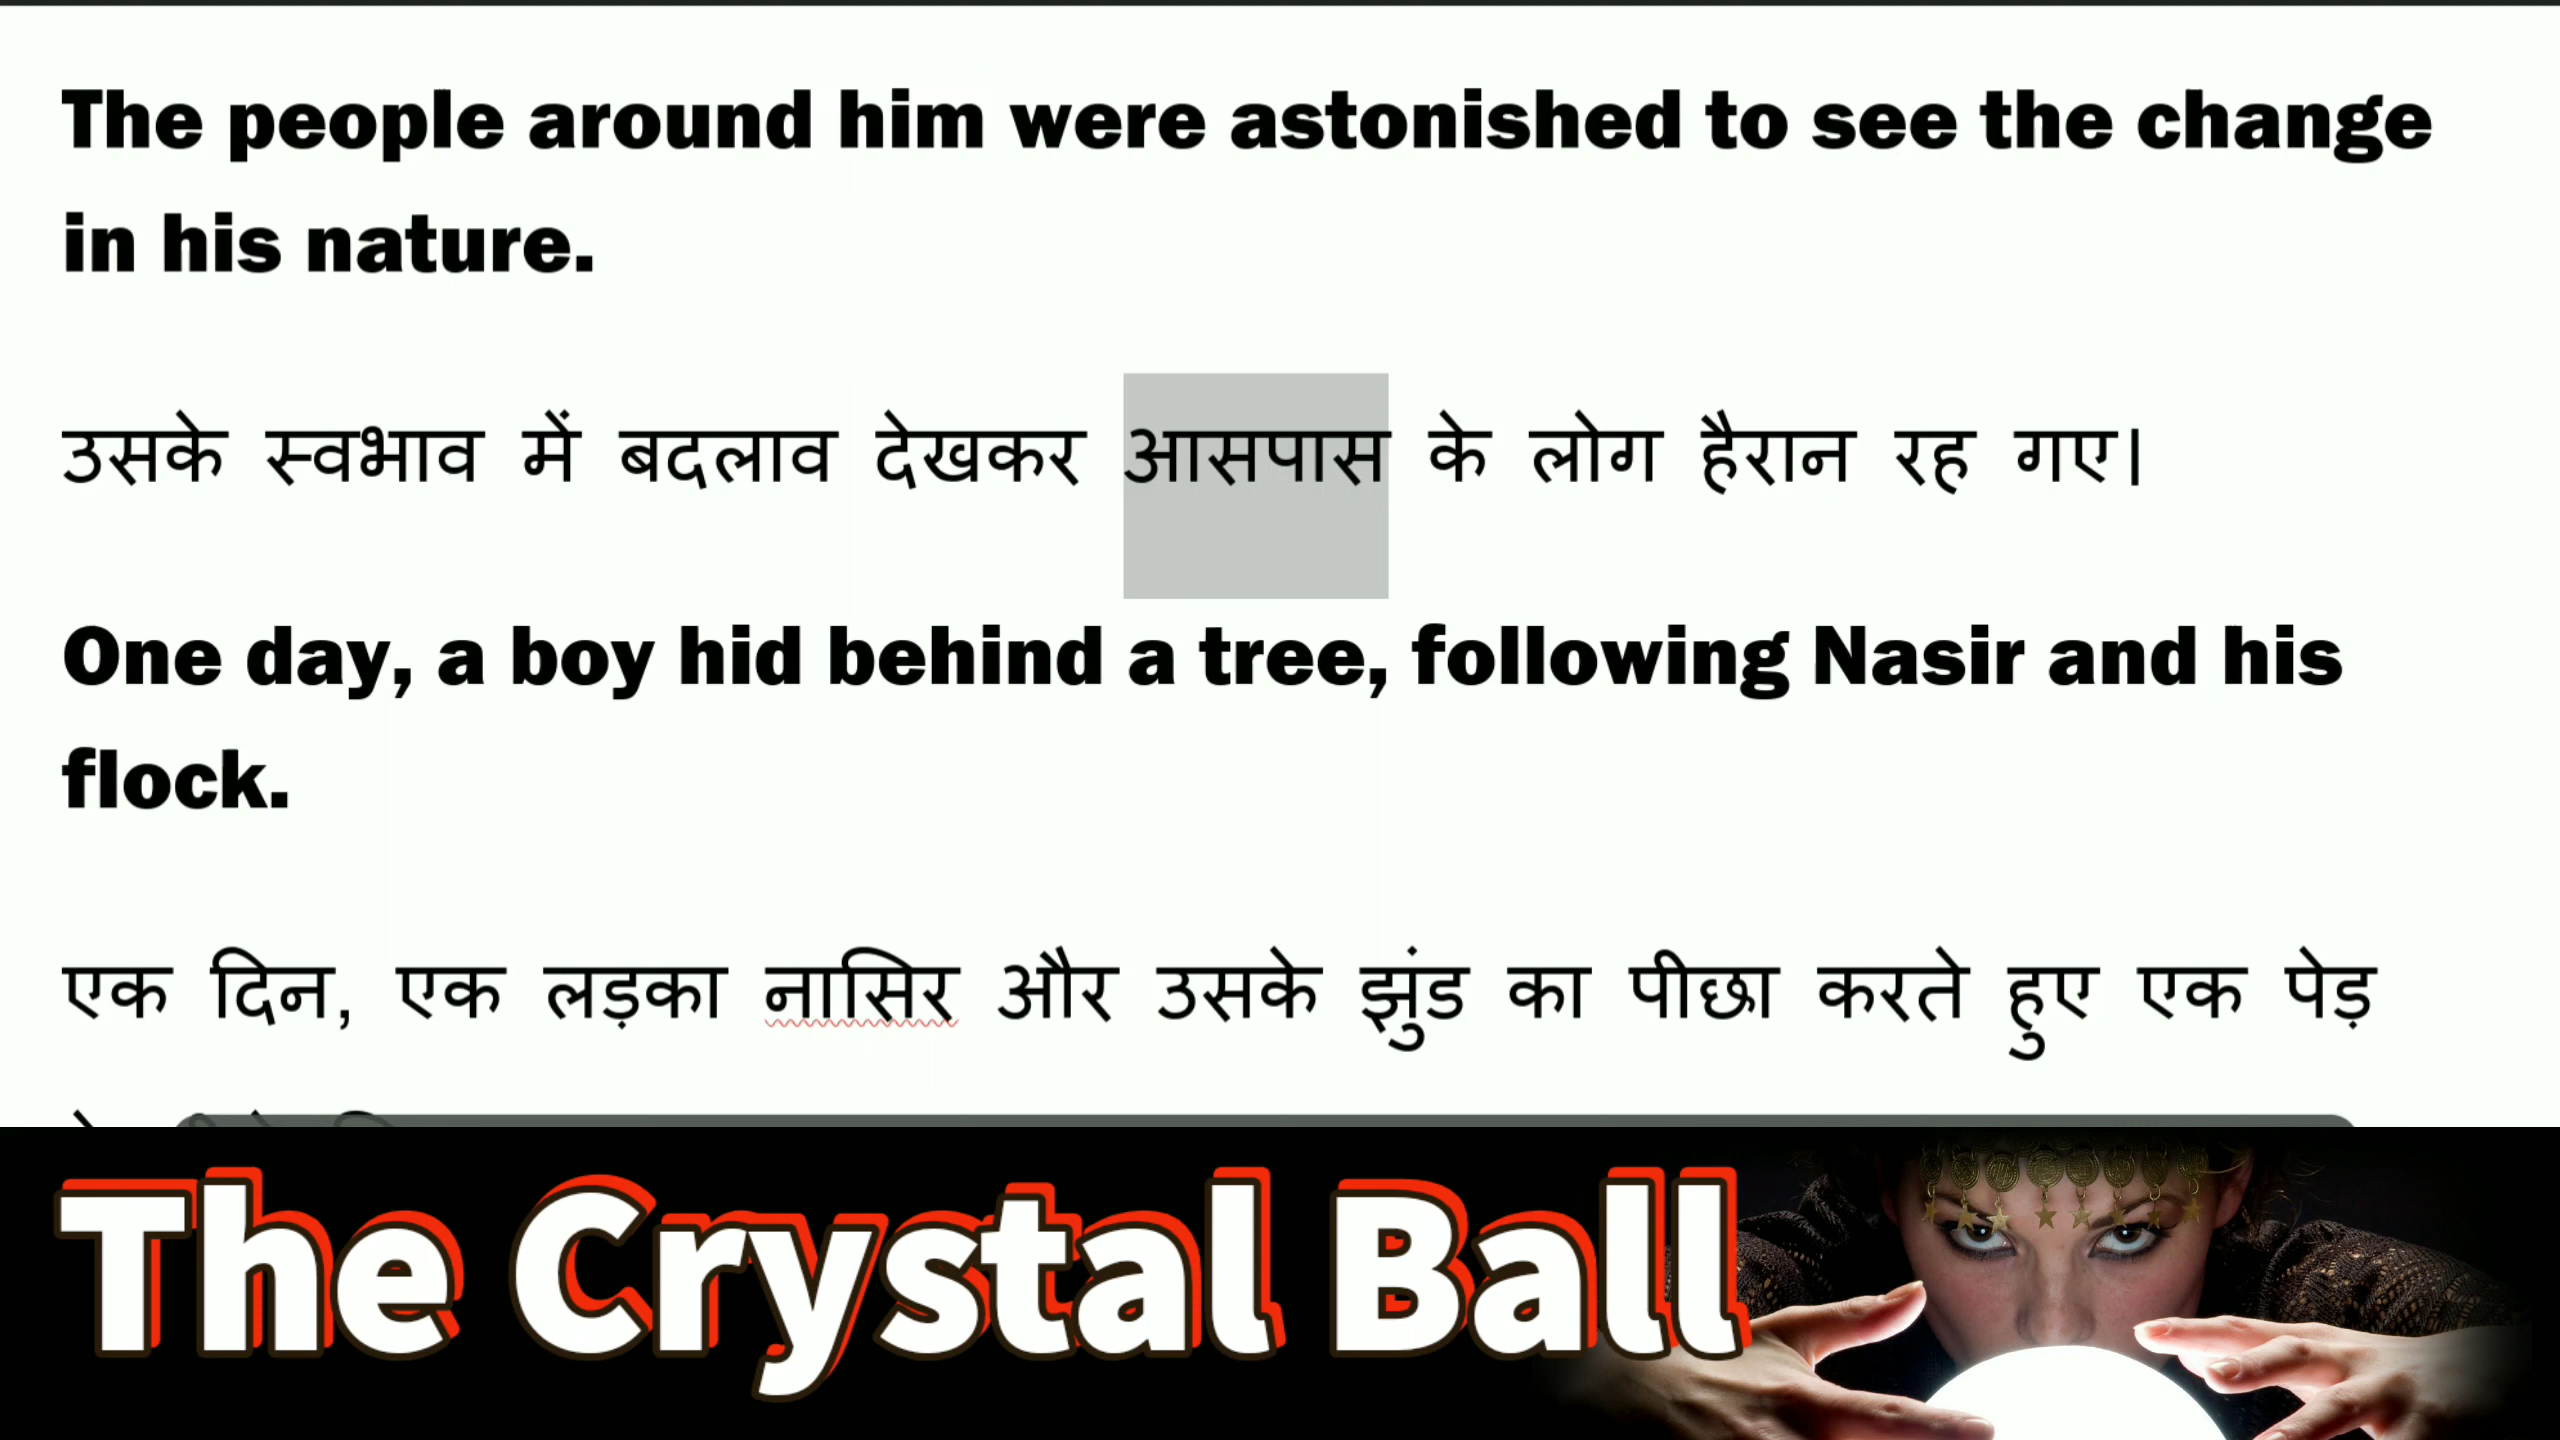 The people around him were astonished to see the change
in his nature.
उसके स्वभाव में बदलाव देखकर आसपास के लोग हैरान रह गए।
One day, a boy hid behind a tree, following Nasir and his
flock.
एक दिन, एक लड़का नासिर और उसके झुंड का पीछा करते हुए एक पेड़
The Crystal Ball